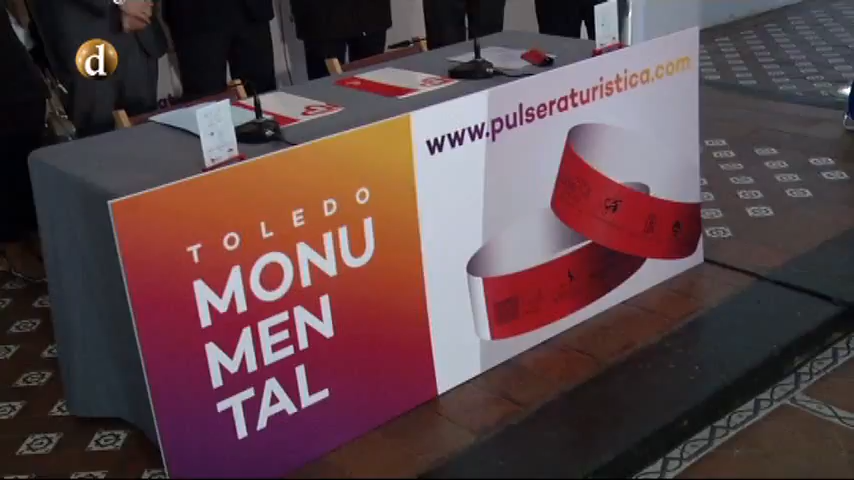 d
www.pulseraturistica.com
TOLEDO
MONU
MEN
TAL